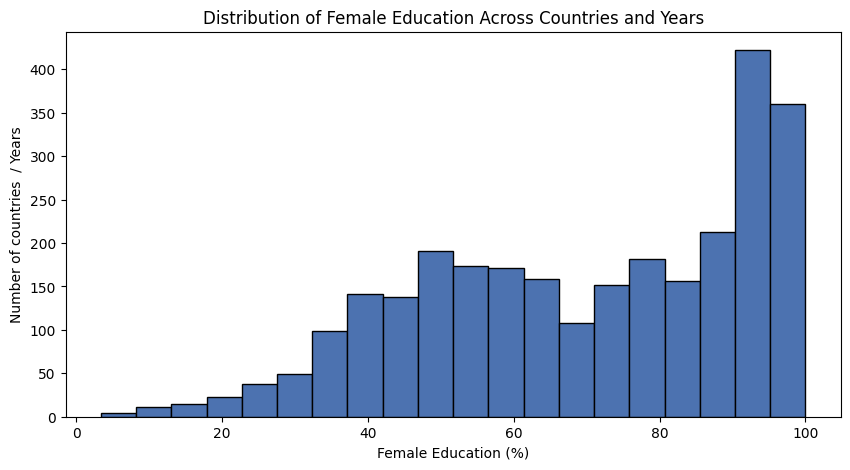 Distribution of Female Education Across Countries and Years
Number of countries  / Years
400
350
300
250
200
150
100
50
0
0 20 40 60 80 100
Female Education (%)